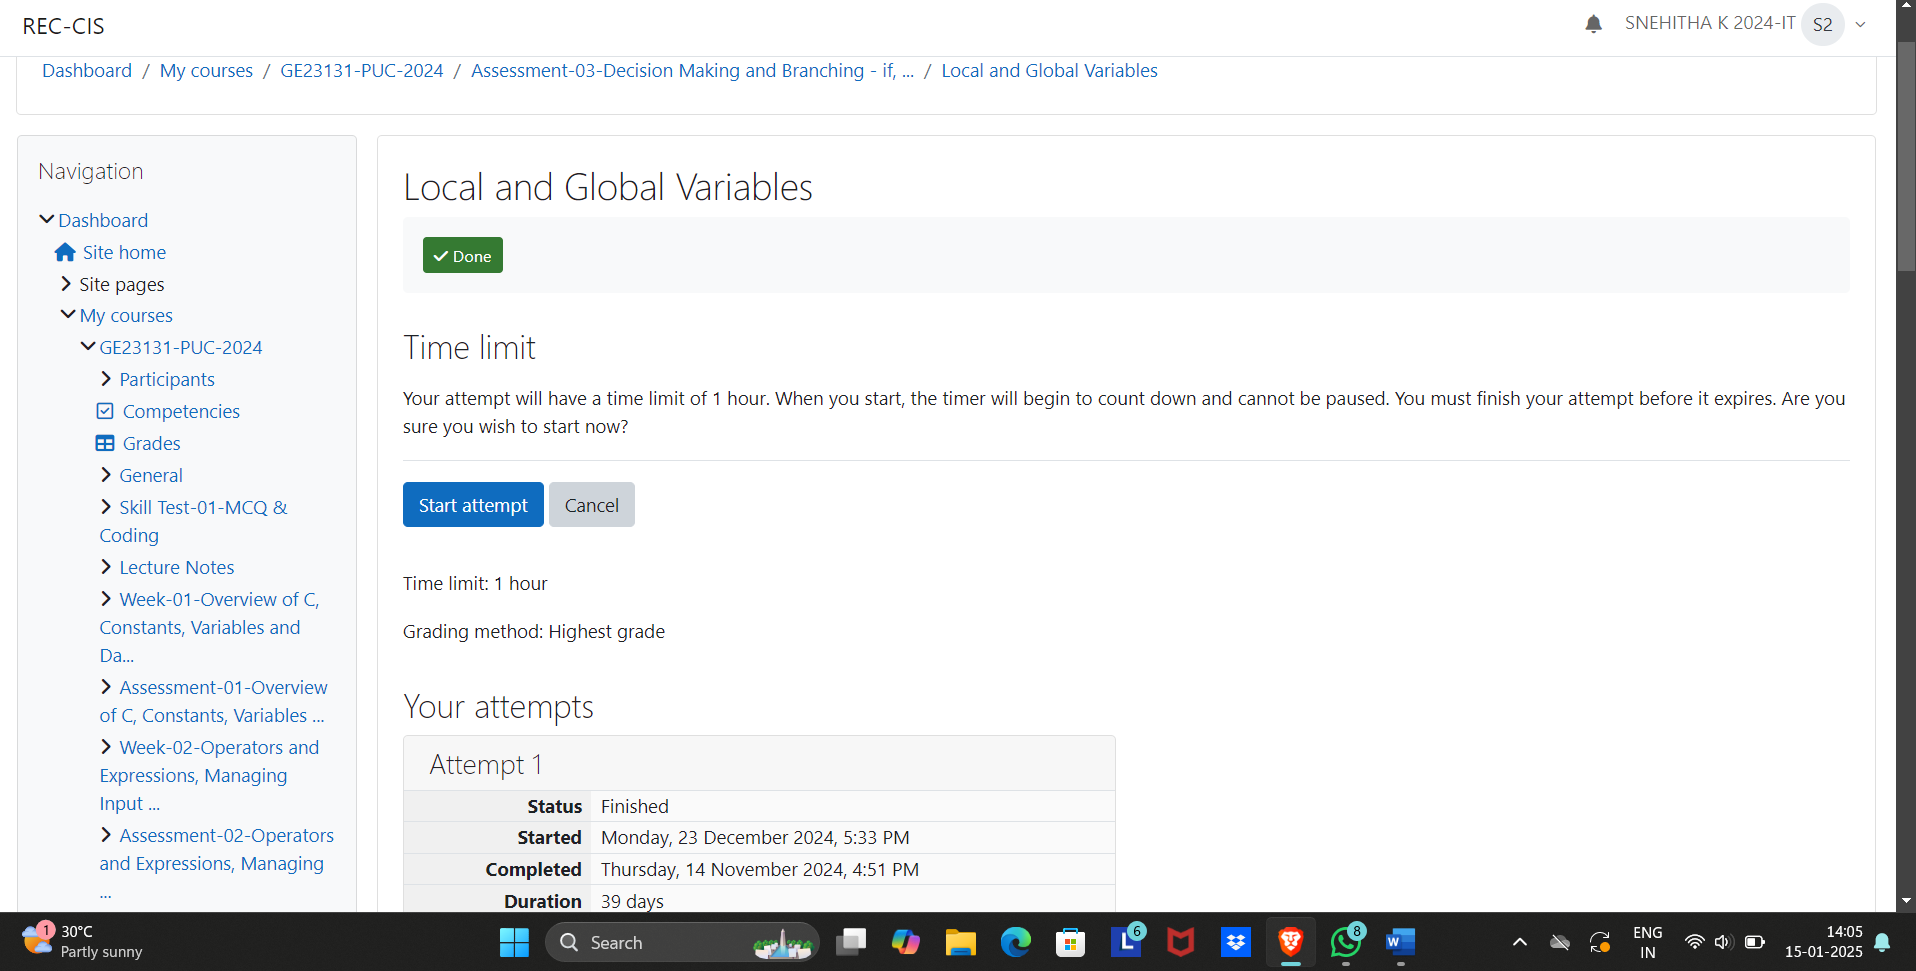 REC-CIS
SNEHITHA K 2024-IT S2
Dashboard / My courses / GE23131-PUC-2024 / Assessment-03-Decision Making and Branching - if, ... / Local and Global Variables
Navigation
Dashboard
Site home
Site pages
My courses
GE23131-PUC-2024
Participants
Competencies
Grades
General
Skill Test-01-MCQ &
Coding
Lecture Notes
Week-01-Overview of C,
Constants, Variables and
Da...
Assessment-01-Overview
of C, Constants, Variables ...
Week-02-Operators and
Expressions, Managing
Input ...
Assessment-02-Operators
and Expressions, Managing
...
Local and Global Variables
Done
Time limit
Your attempt will have a time limit of 1 hour. When you start, the timer will begin to count down and cannot be paused. You must finish your attempt before it expires. Are you
sure you wish to start now?
Start attempt Cancel
Time limit: 1 hour
Grading method: Highest grade
Your attempts
Attempt 1
Status Finished
Started Monday, 23 December 2024, 5:33 PM
Completed Thursday, 14 November 2024, 4:51 PM
Duration 39 days
1
30°C
Partly sunny
Search
L 6
8
W
ENG
IN
14:05
15-01-2025